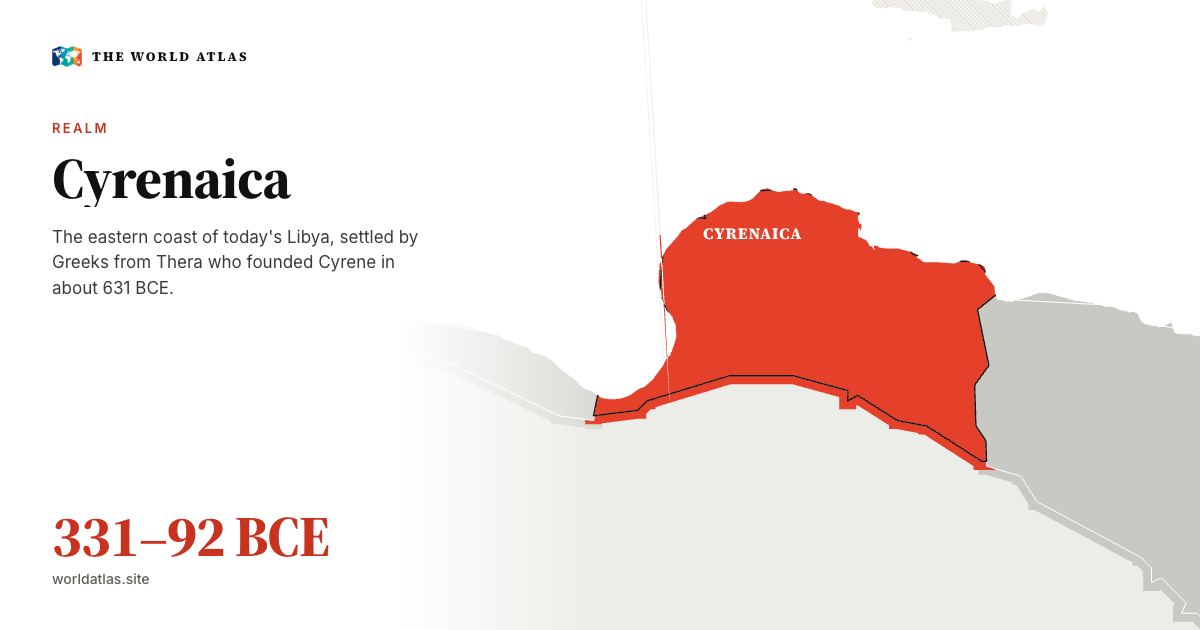 THE WORLD ATLAS
REALM
Cyrenaica
The eastern coast of today's Libya, settled by
Greeks from Thera who founded Cyrene in
about 631 BCE.
CYRENAICA
331–92 BCE
worldatlas.site